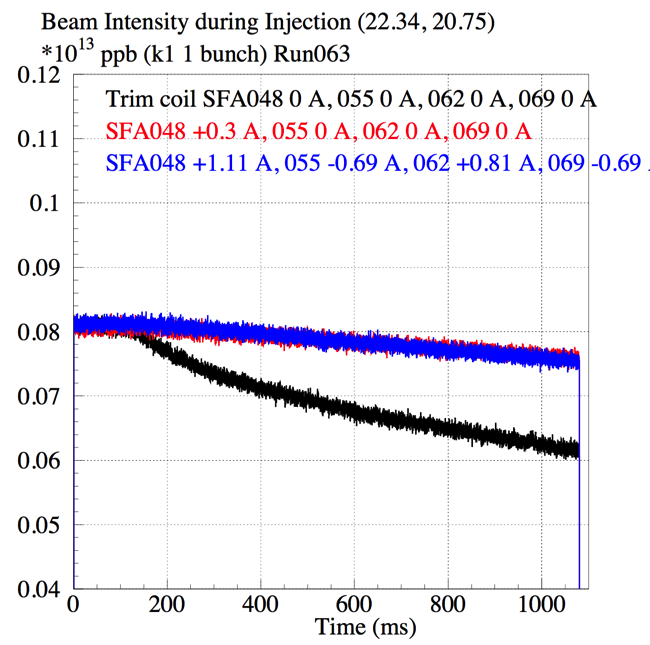 Beam Intensity during Injection (22.34, 20.75)
*10^13 ppb (k1 1 bunch) Run063
0.12
Trim coil SFA048 0 A, 055 0 A, 062 0 A, 069 0 A
0.11
SFA048 +0.3 A, 055 0 A, 062 0 A, 069 0 A
SFA048 +1.11 A, 055 -0.69 A, 062 +0.81 A, 069 -0.69
0.1
0.09
0.08
0.07
0.06
0.05
0.04
0 200 400 600 800 1000
Time (ms)